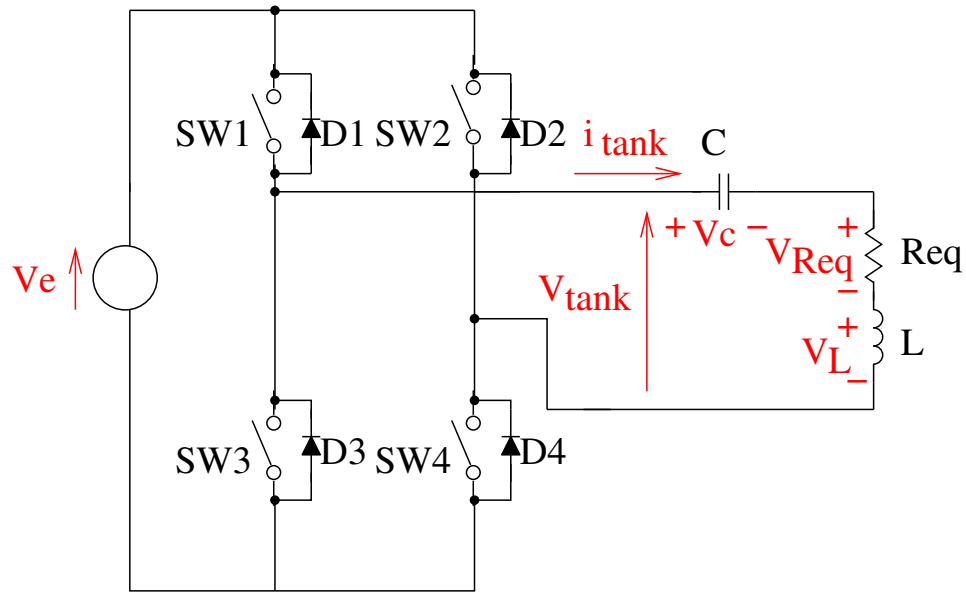 SW1
D1
SW2
D2
i tank
C
+ Vc −
Ve
Vtank
+
VReq
−
Req
+
VL
−
L
SW3
D3
SW4
D4